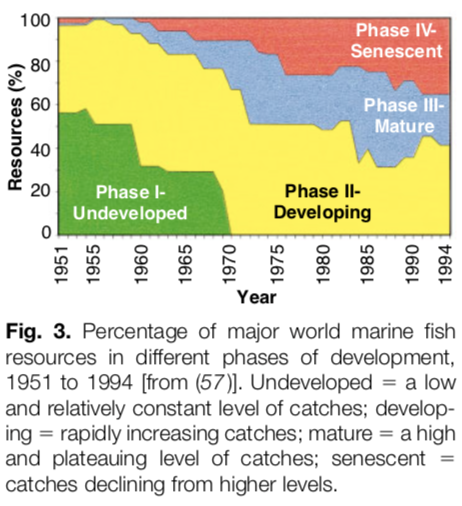 100
80
60
40
20
0
Resources (%)
Phase IV-
Senescent
Phase III-
Mature
Phase I-
Undeveloped
Phase II-
Developing
1951
1955
1960
1965
1970
1975
1980
1985
1990
1994
Year
Fig. 3. Percentage of major world marine fish
resources in different phases of development,
1951 to 1994 [from (57)]. Undeveloped = a low
and relatively constant level of catches; develop-
ing = rapidly increasing catches; mature = a high
and plateauing level of catches; senescent =
catches declining from higher levels.